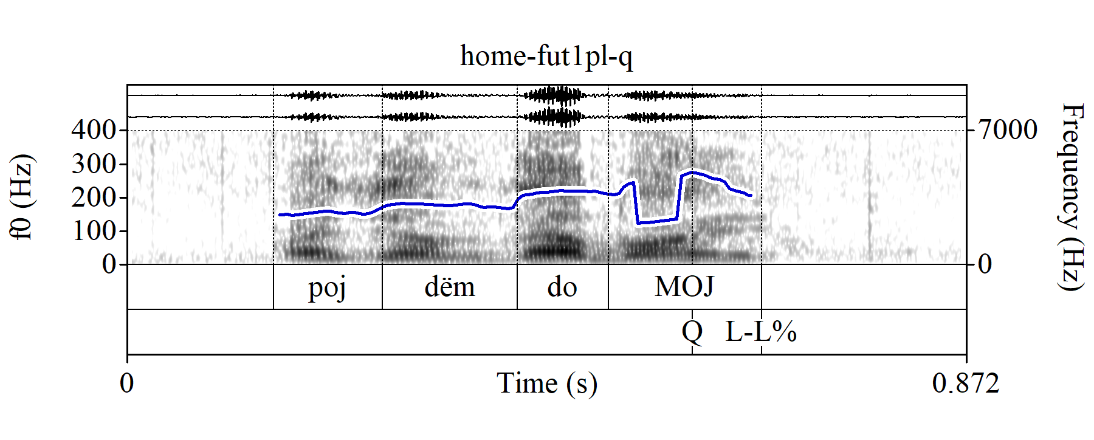 home-fut1pl-q
400
300
200
100
0
f0 (Hz)
7000
0
Frequency (Hz)
poj dëm do MOJ
Q L-L%
0 Time (s) 0.872